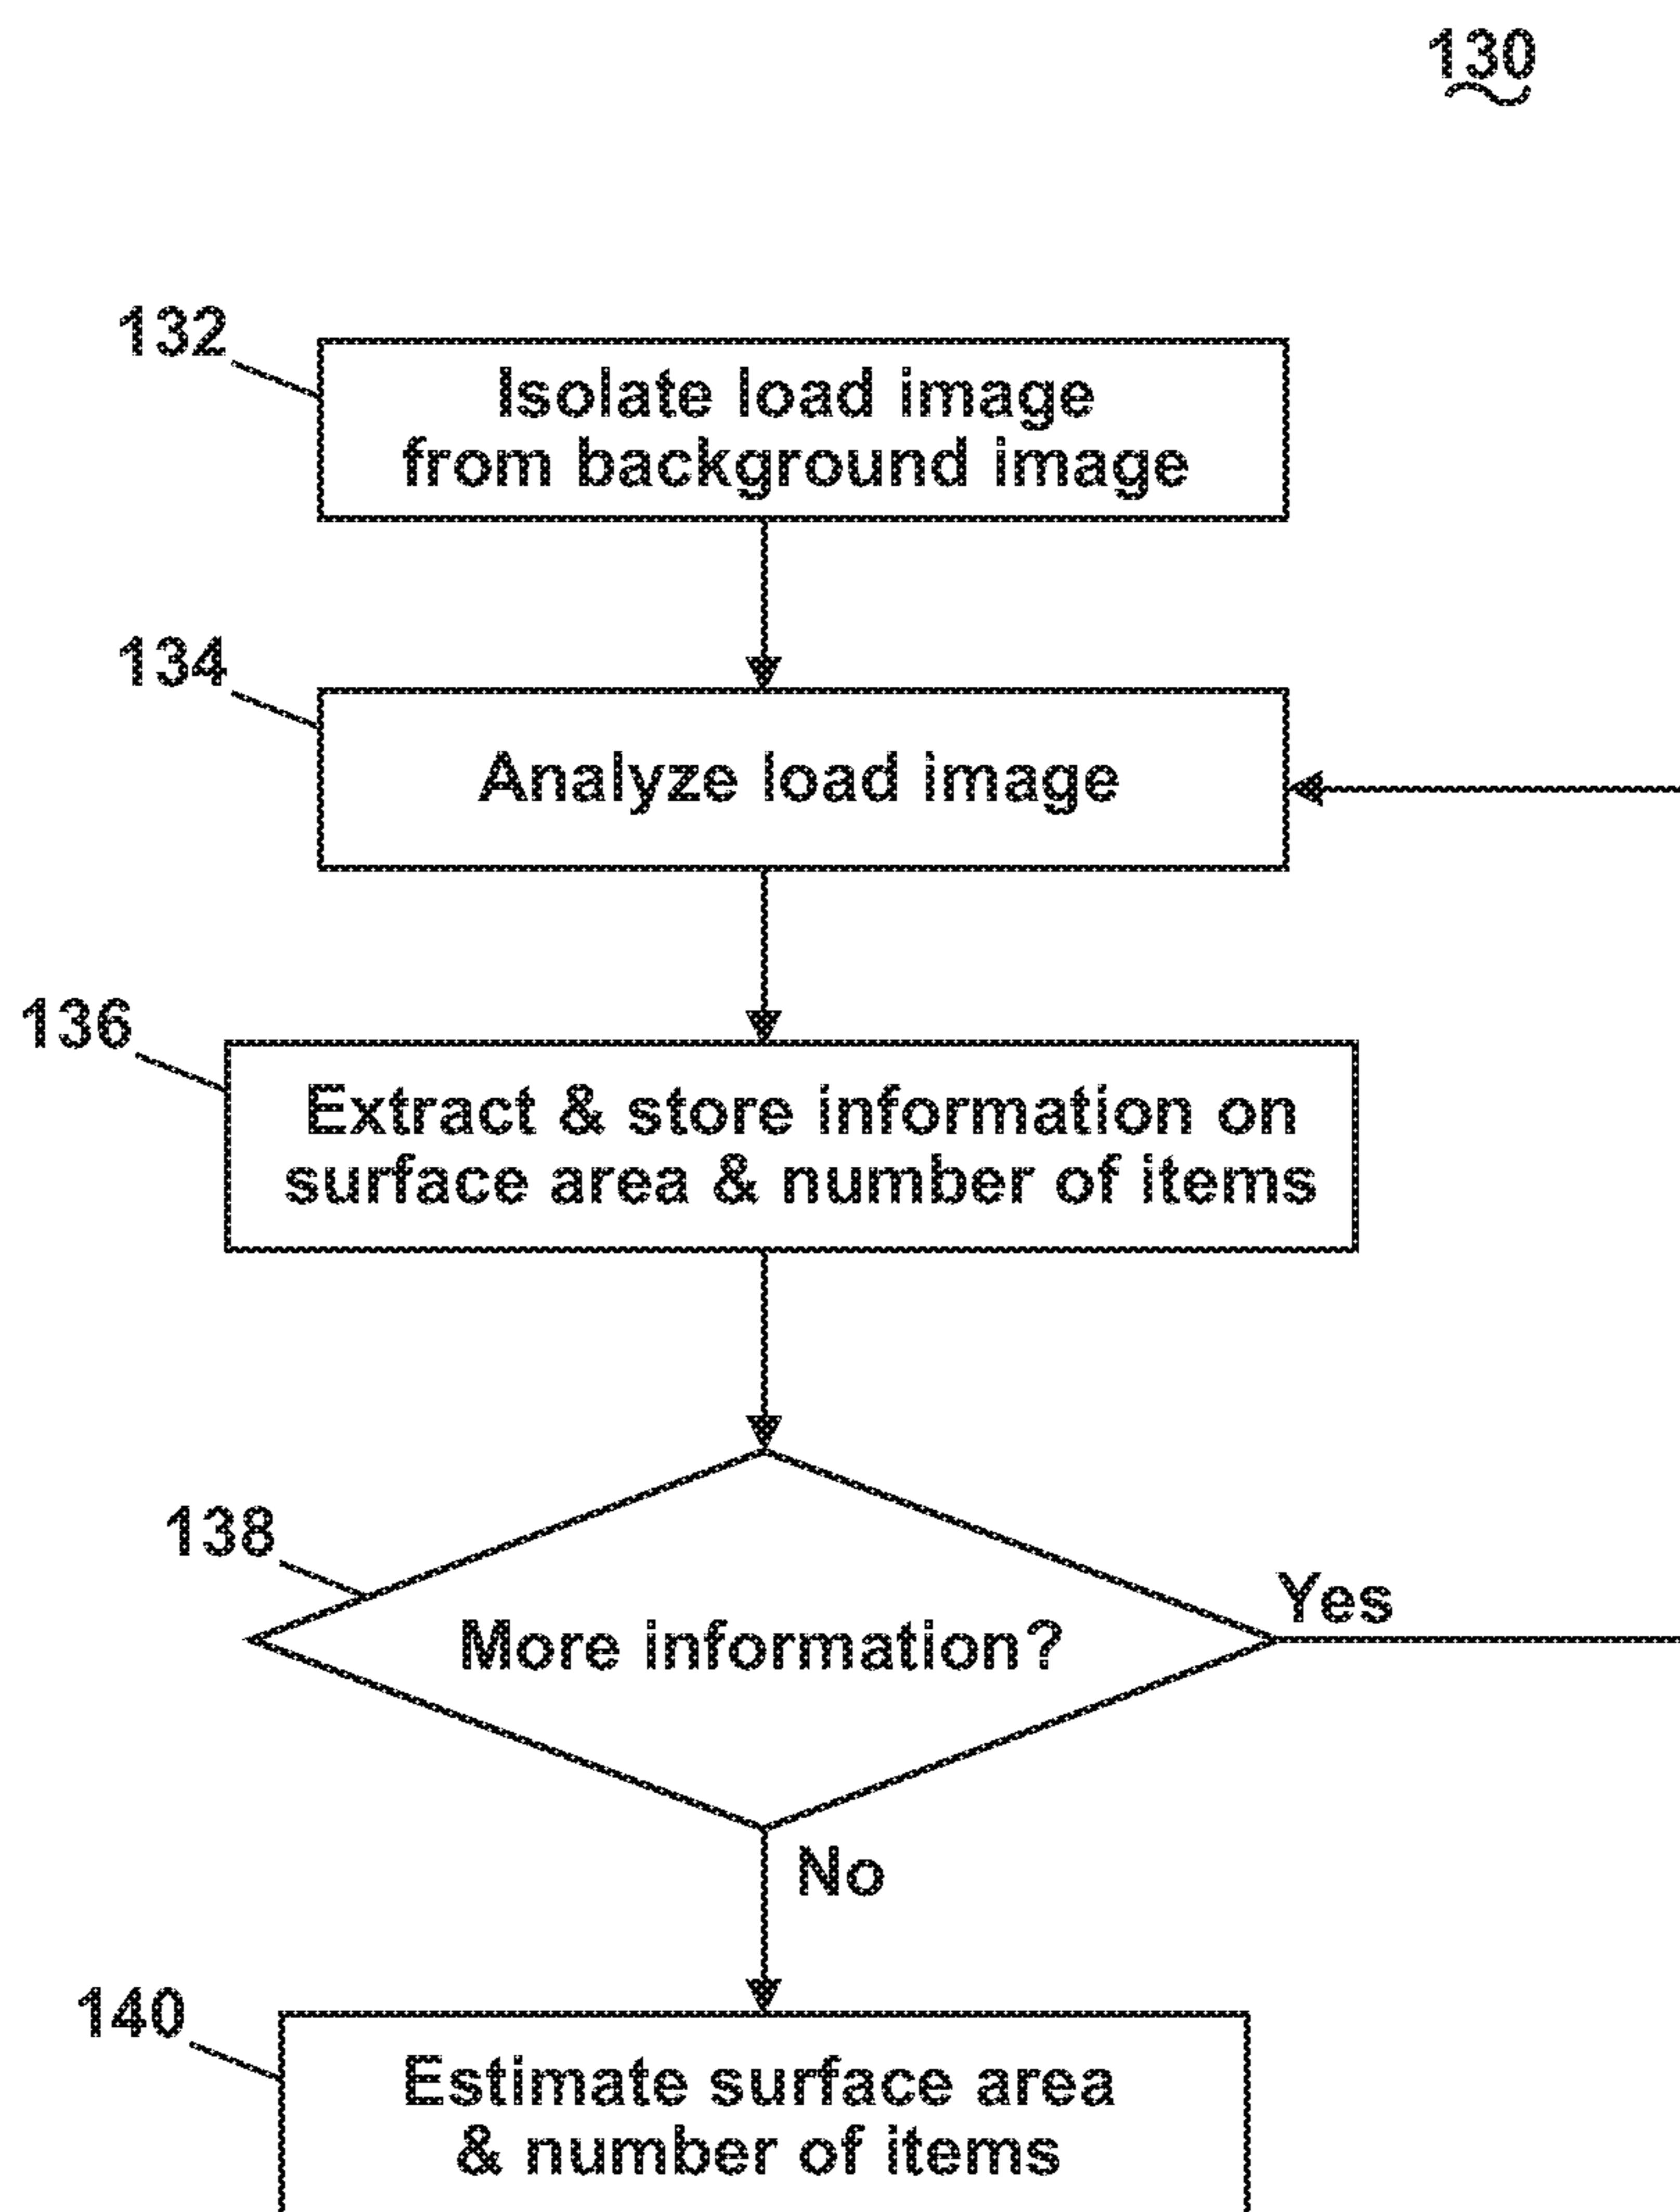 130
132
Isolate load image
from background image
134
Analyze load image
136
Extract & store information on
surface area & number of items
138
More information?
Yes
No
140
Estimate surface area
& number of items